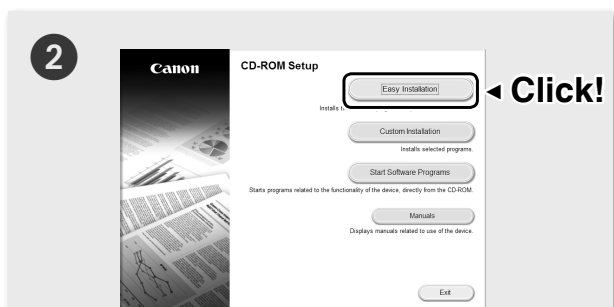 2
Canon
CD-ROM Setup
Easy Installation
Click!
Installs
Custom Installation
Installs selected programs.
Start Software Programs
Starts programs related to the functionality of the device, directly from the CD-ROM.
Manuals
Displays manuals related to use of the device.
Exit